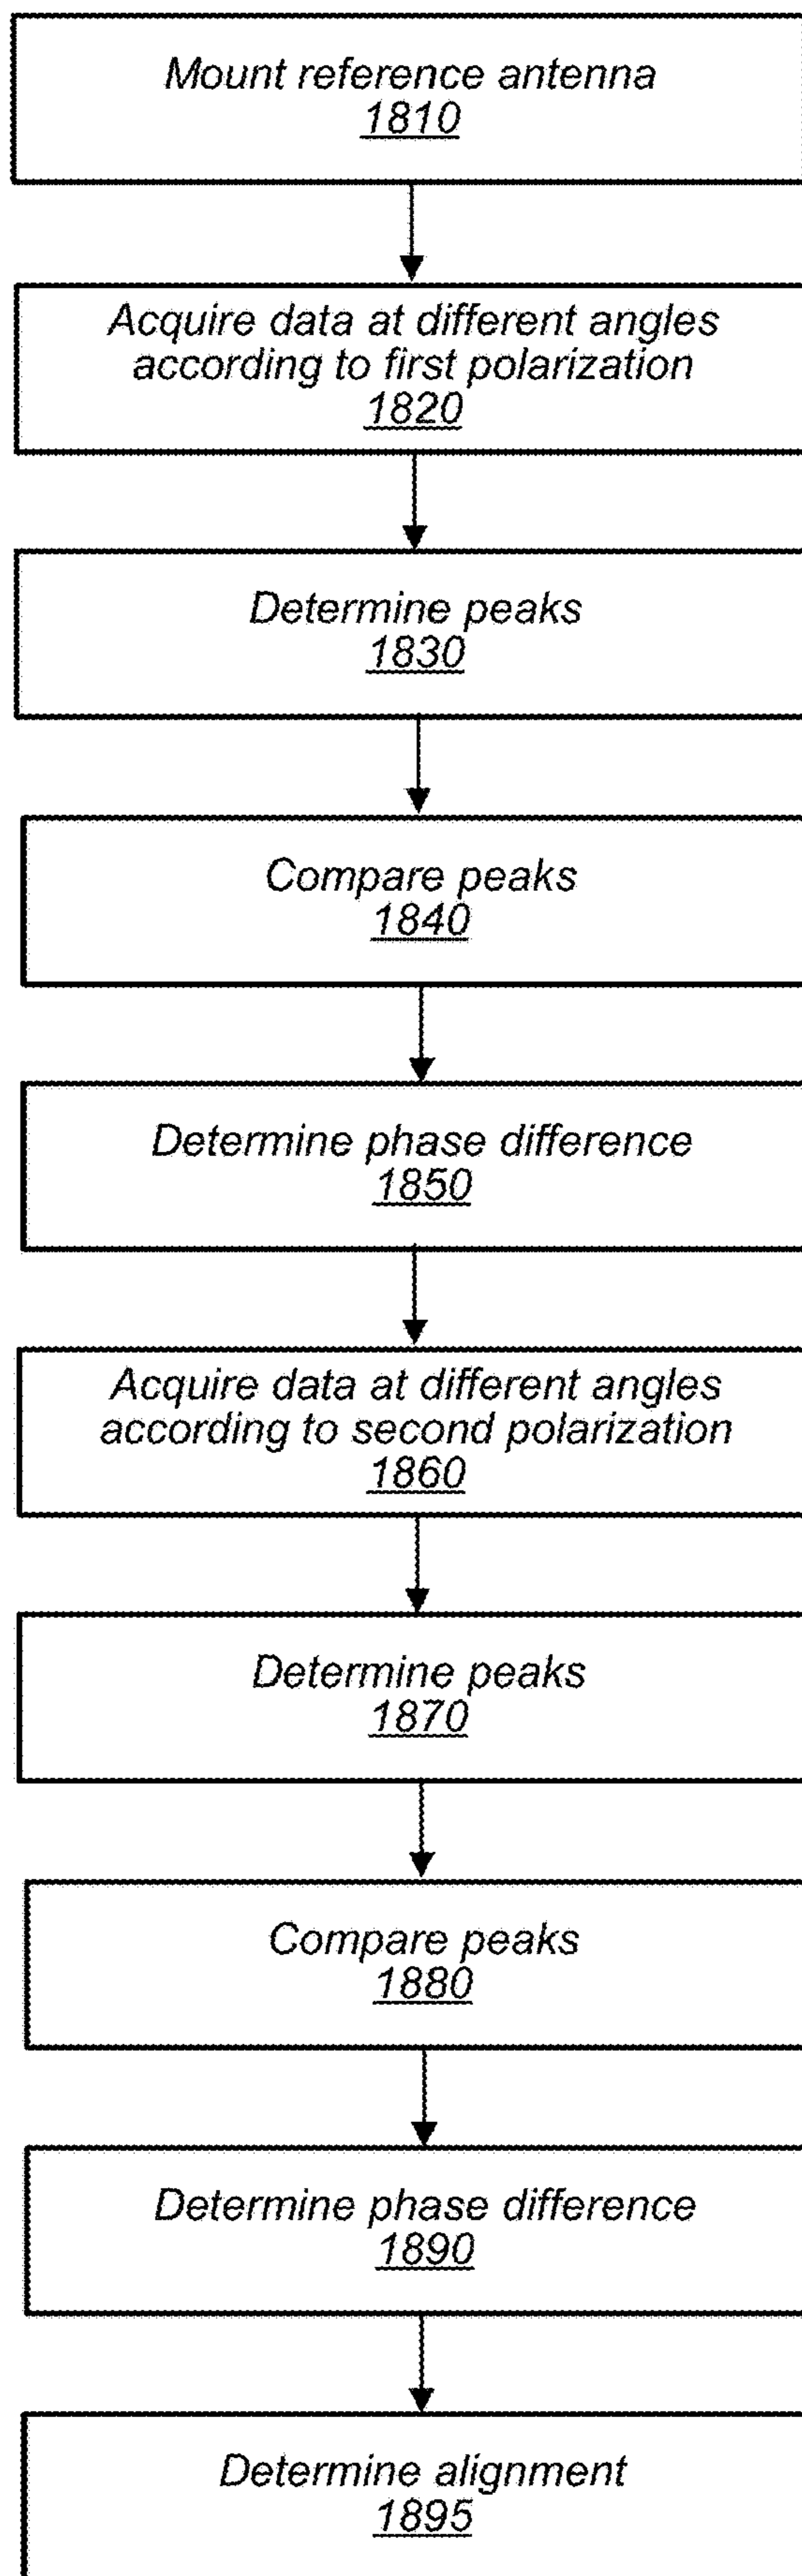 Mount reference antenna
1810
Acquire data at different angles
according to first polarization
1820
Determine peaks
1830
Compare peaks
1840
Determine phase difference
1850
Acquire data at different angles
according to second polarization
1860
Determine peaks
1870
Compare peaks
1880
Determine phase difference
1890
Determine alignment
1895